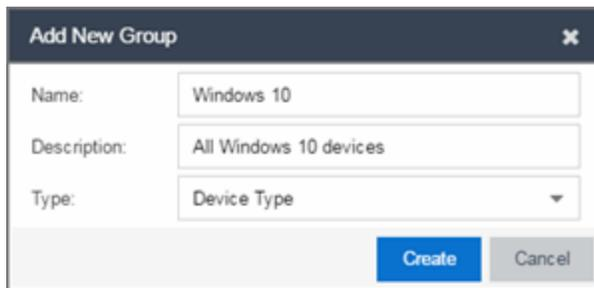 Add New Group
Name: Windows 10
Description: All Windows 10 devices
Type: Device Type
Create Cancel